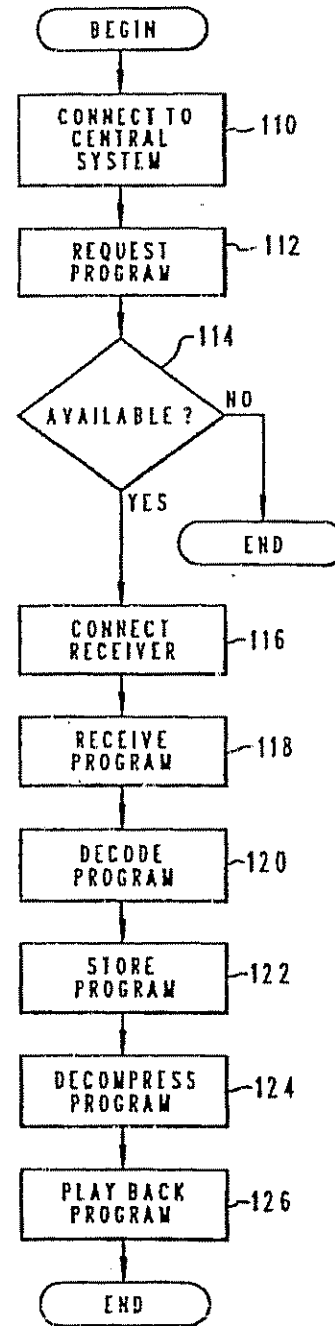 BEGIN
CONNECT TO
CENTRAL
SYSTEM
110
REQUEST
PROGRAM
112
114
AVAILABLE ?
NO
YES
END
CONNECT
RECEIVER
116
RECEIVE
PROGRAM
118
DECODE
PROGRAM
120
STORE
PROGRAM
122
DECOMPRESS
PROGRAM
124
PLAY BACK
PROGRAM
126
END